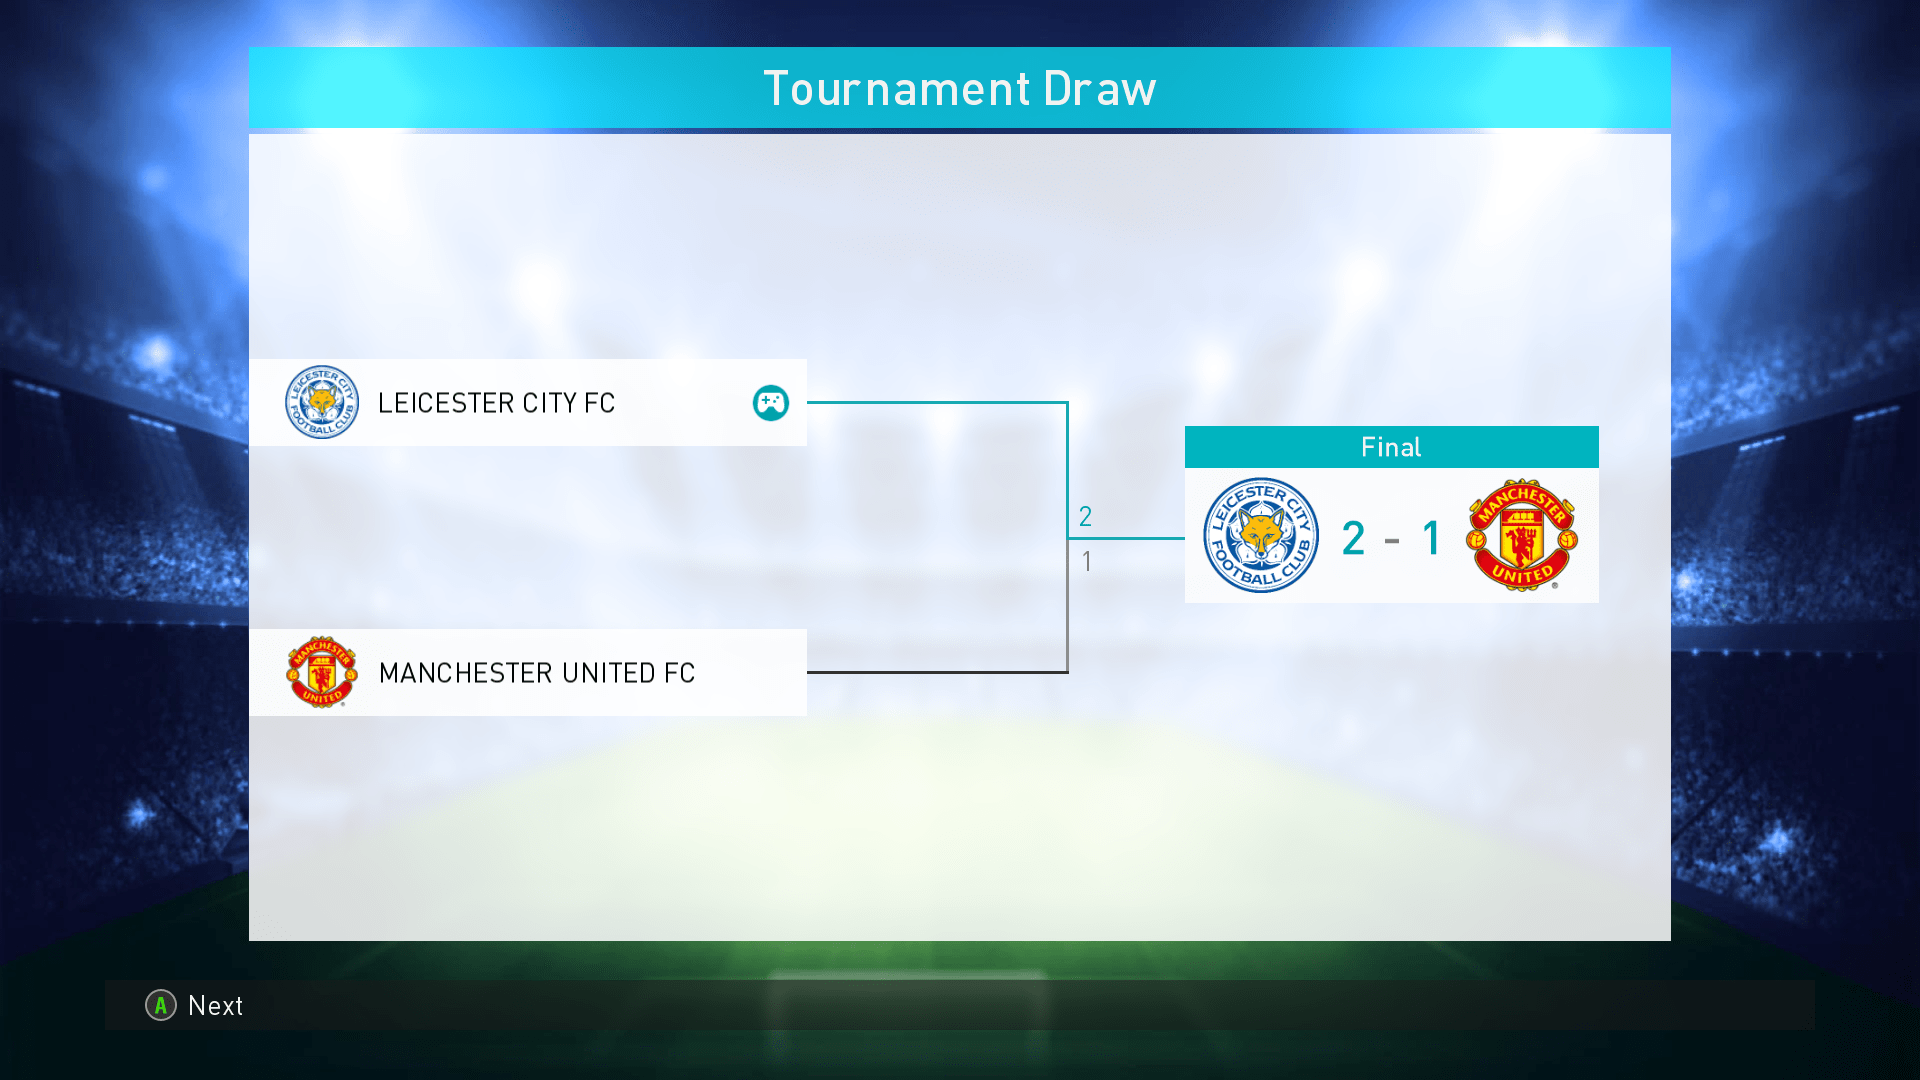 Tournament Draw
LEICESTER CITY FC
LEICESTER CITY
FOOTBALL CLUB
2
1
Final
LEICESTER CITY
FOOTBALL CLUB
2 - 1
MANCHESTER
UNITED
®
MANCHESTER
UNITED
MANCHESTER UNITED FC
A Next